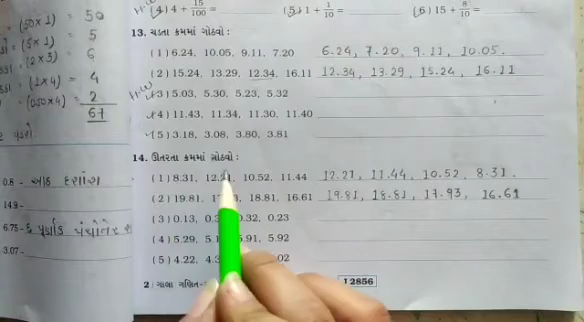 (50×1) = 50
(5×1) = 5
(2×3) = 6
(1×4) = 4
(050×4) = 2
67
0.8 - આઠ દશાંશ
14.9 -
6.75 -
3.07 -
(4) 4 + 15/100 =
(5) 1 + 1/10 =
(6) 15 + 8/10 =
13. ચડતા ક્રમમાં ગોઠવો :
(1) 6.24, 10.05, 9.11, 7.20 6.24, 7.20, 9.11, 10.05.
(2) 15.24, 13.29, 12.34, 16.11 12.34, 13.29, 15.24, 16.11
H.W
(3) 5.03, 5.30, 5.23, 5.32
(4) 11.43, 11.34, 11.30, 11.40
(5) 3.18, 3.08, 3.80, 3.81
14. ઊતરતા ક્રમમાં ગોઠવો :
(1) 8.31, 10.52, 11.44 12.21, 11.44, 10.52, 8.31.
(2) 19.81, 18.81, 16.61 19.81, 18.81, 17.93, 16.61
(3) 0.13, 0.32, 0.23
(4) 5.29, 5.91, 5.92
(5) 4.22,
2 : ગાલા ગણિત-
12856